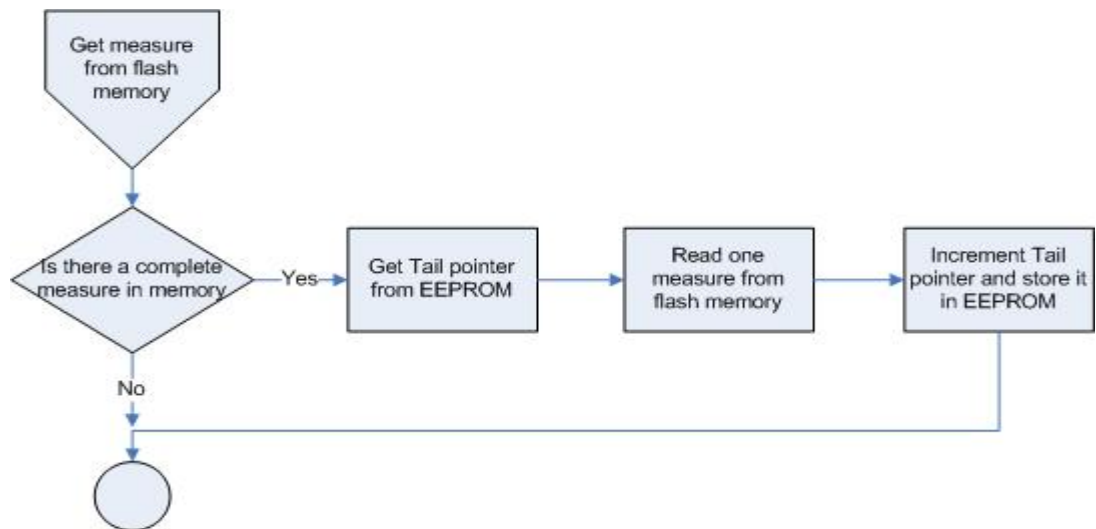 Get measure
from flash
memory
Is there a complete
measure in memory
Yes
Get Tail pointer
from EEPROM
Read one
measure from
flash memory
Increment Tail
pointer and store it
in EEPROM
No